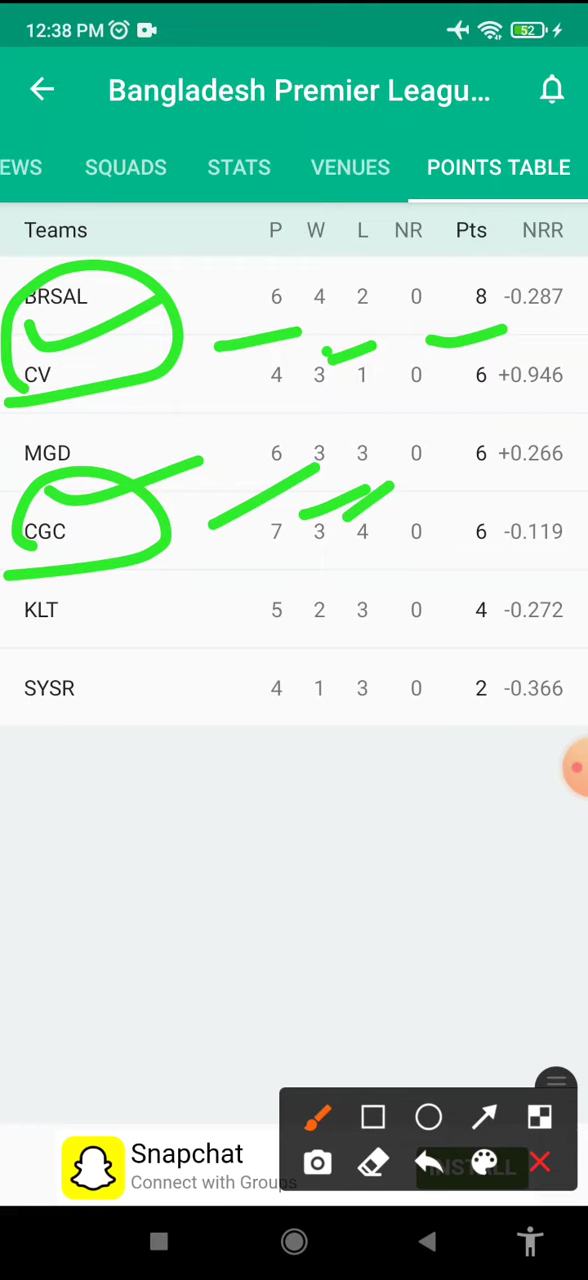 12:38 PM 52
Bangladesh Premier Leagu...
EWS SQUADS STATS VENUES POINTS TABLE
Teams P W L NR Pts NRR
BRSAL 6 4 2 0 8 -0.287
CV 4 3 1 0 6 +0.946
MGD 6 3 3 0 6 +0.266
CGC 7 3 4 0 6 -0.119
KLT 5 2 3 0 4 -0.272
SYSR 4 1 3 0 2 -0.366
Snapchat
Connect with Groups
INSTALL